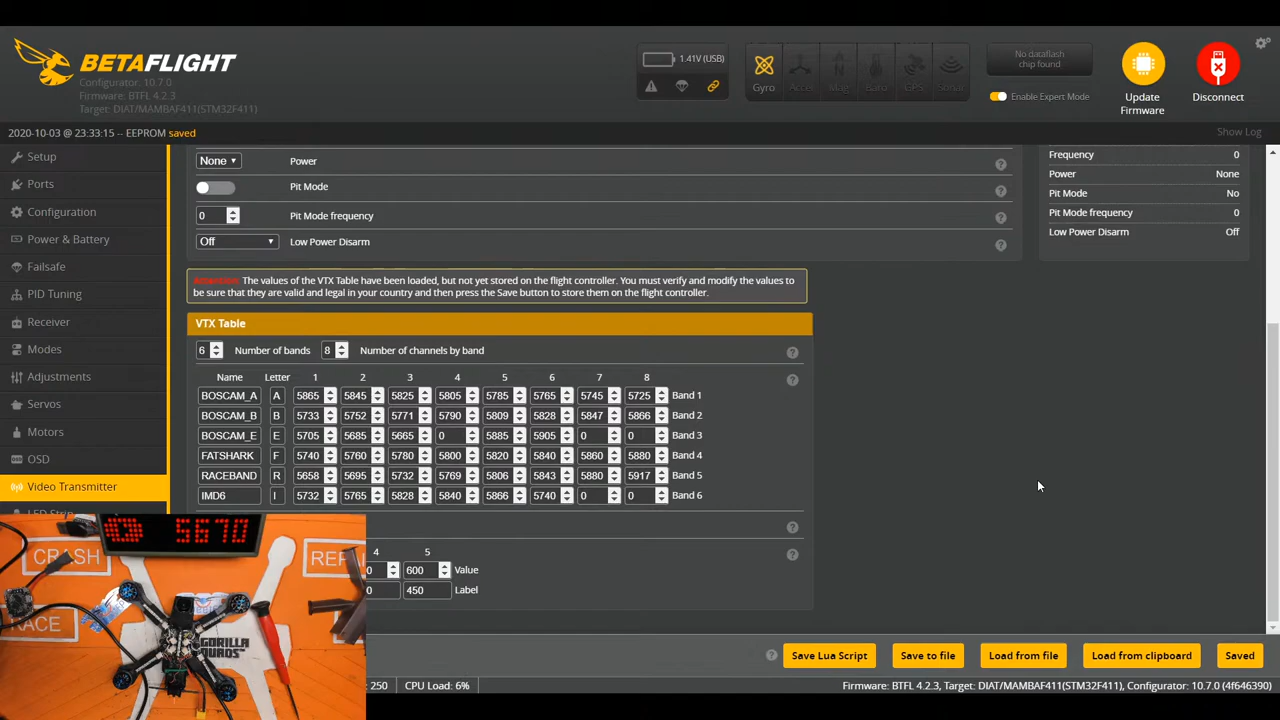 BETAFLIGHT
Configurator: 10.7.0
Firmware: BTFL 4.2.3
Target: DIAT/MAMBAF411(STM32F411)
1.41V (USB)
Gyro
Accel
Mag
Baro
GPS
Sonar
No dataflash
chip found
Enable Expert Mode
Update
Firmware
Disconnect
2020-10-03 @ 23:33:15 -- EEPROM saved
Show Log
Setup
Ports
Configuration
Power & Battery
Failsafe
PID Tuning
Receiver
Modes
Adjustments
Servos
Motors
OSD
Video Transmitter
LED Strip
None Power
Pit Mode
0 Pit Mode frequency
Off Low Power Disarm
Frequency 0
Power None
Pit Mode No
Pit Mode frequency 0
Low Power Disarm Off
Attention: The values of the VTX Table have been loaded, but not yet stored on the flight controller. You must verify and modify the values to
be sure that they are valid and legal in your country and then press the Save button to store them on the flight controller.
VTX Table
6 Number of bands 8 Number of channels by band
Name Letter 1 2 3 4 5 6 7 8
BOSCAM_A A 5865 5845 5825 5805 5785 5765 5745 5725 Band 1
BOSCAM_B B 5733 5752 5771 5790 5809 5828 5847 5866 Band 2
BOSCAM_E E 5705 5685 5665 0 5885 5905 0 0 Band 3
FATSHARK F 5740 5760 5780 5800 5820 5840 5860 5880 Band 4
RACEBAND R 5658 5695 5732 5769 5806 5843 5880 5917 Band 5
IMD6 I 5732 5765 5828 5840 5866 5740 0 0 Band 6
4 5
0 600 Value
0 450 Label
5670
CRASH
REPAI
RACE
GORILLA
Save Lua Script
Save to file
Load from file
Load from clipboard
Saved
250 CPU Load: 6%
Firmware: BTFL 4.2.3, Target: DIAT/MAMBAF411(STM32F411), Configurator: 10.7.0 (4f646390)